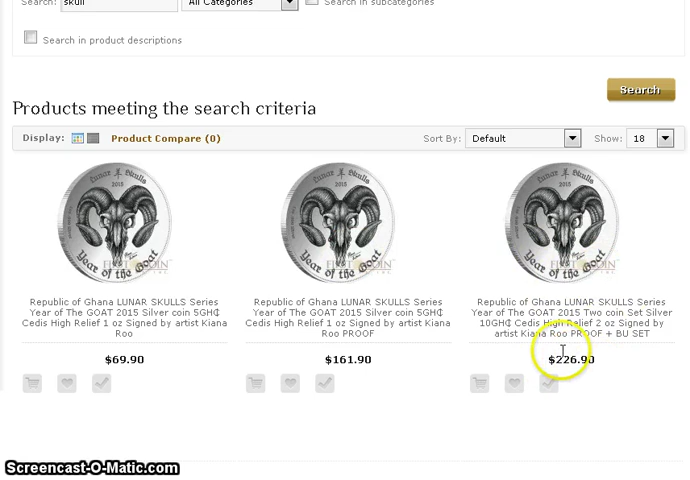 Search:
skull
All Categories
Search in subcategories
Search in product descriptions
Search
Products meeting the search criteria
Display:
Product Compare (0)
Sort By:
Default
Show:
18
Lunar Skulls
2015
Year of the Goat
Lunar Skulls
2015
Year of the Goat
Lunar Skulls
2015
Year of the Goat
Republic of Ghana LUNAR SKULLS Series
Year of The GOAT 2015 Silver coin 5GH₵
Cedis High Relief 1 oz Signed by artist Kiana
Roo
$69.90
Republic of Ghana LUNAR SKULLS Series
Year of The GOAT 2015 Silver coin 5GH₵
Cedis High Relief 1 oz Signed by artist Kiana
Roo PROOF
$161.90
Republic of Ghana LUNAR SKULLS Series
Year of The GOAT 2015 Two coin Set Silver
10GH₵ Cedis High Relief 2 oz Signed by
artist Kiana Roo PROOF + BU SET
$226.90
Screencast-O-Matic.com